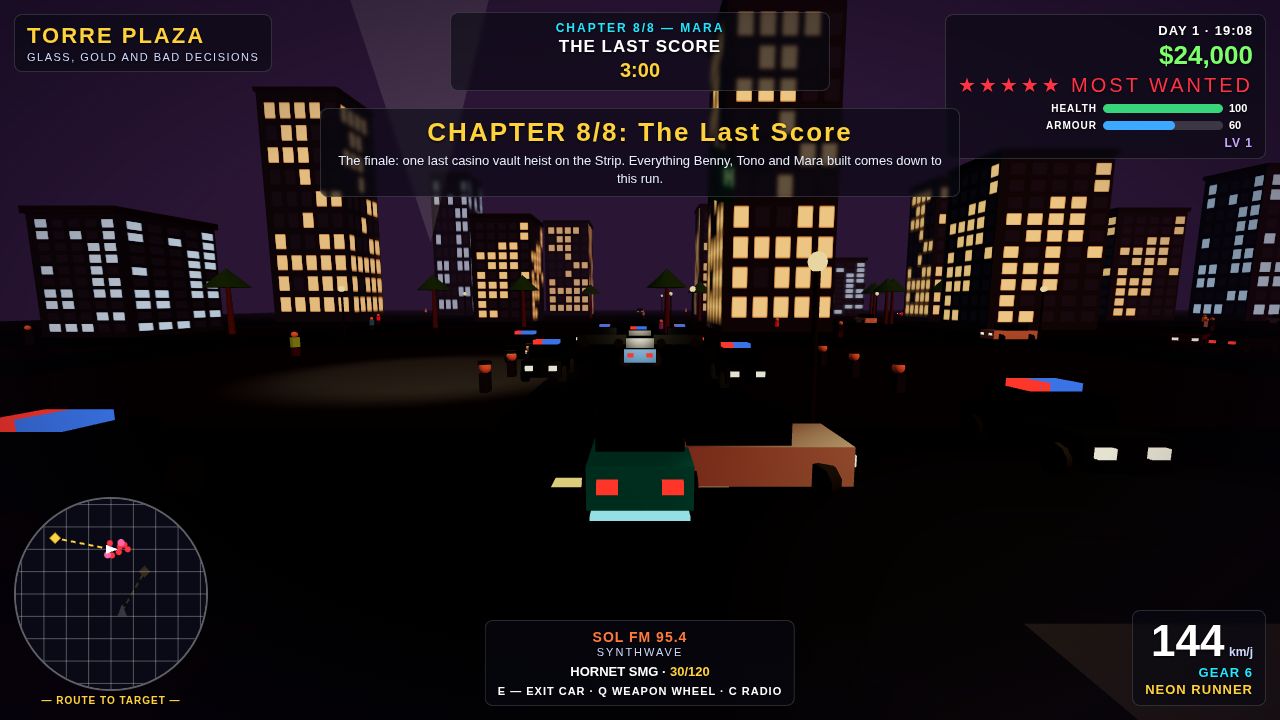 TORRE PLAZA
GLASS, GOLD AND BAD DECISIONS
CHAPTER 8/8 — MARA
THE LAST SCORE
3:00
DAY 1 · 19:08
$24,000
★★★★★ MOST WANTED
HEALTH 100
ARMOUR 60
LV 1
CHAPTER 8/8: The Last Score
The finale: one last casino vault heist on the Strip. Everything Benny, Tono and Mara built comes down to
this run.
— ROUTE TO TARGET —
SOL FM 95.4
SYNTHWAVE
HORNET SMG · 30/120
E — EXIT CAR · Q WEAPON WHEEL · C RADIO
144 km/j
GEAR 6
NEON RUNNER